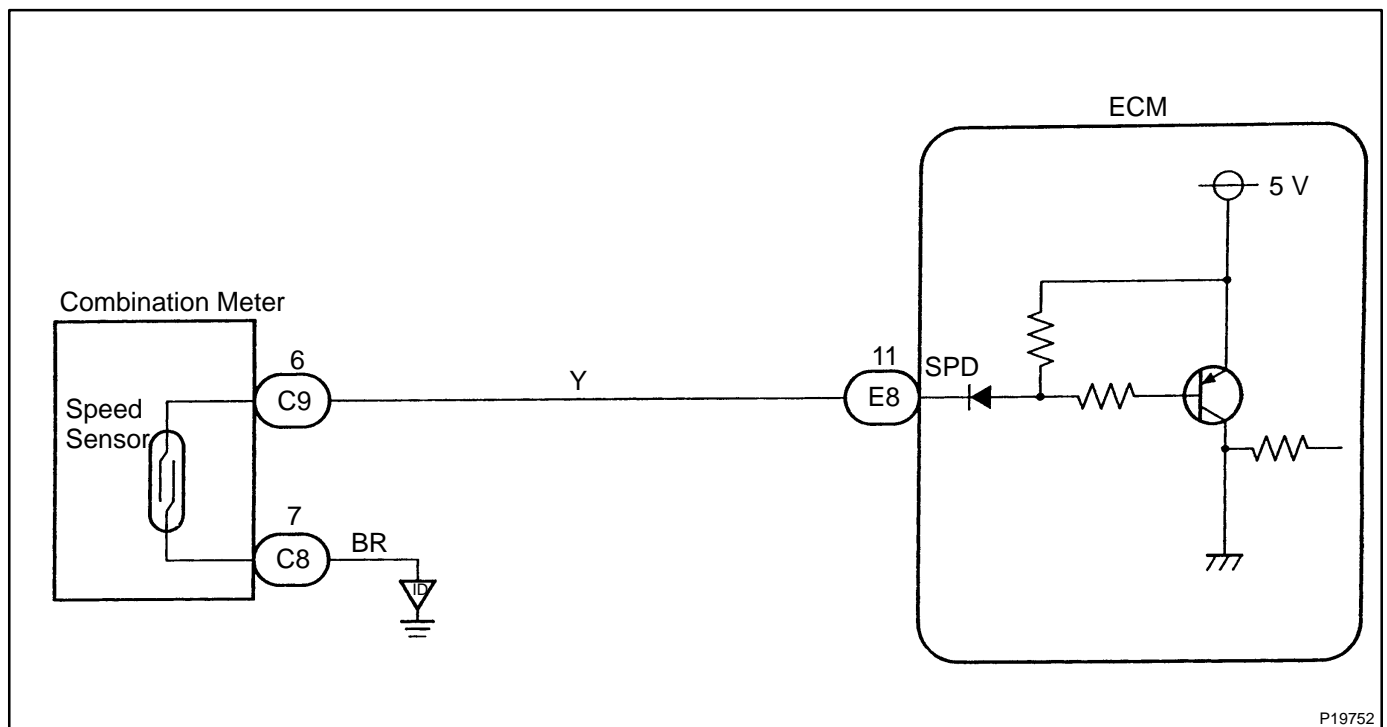 ECM
5 V
Combination Meter
6
C9
Y
11
E8
SPD
Speed
Sensor
7
C8
BR
ID
P19752